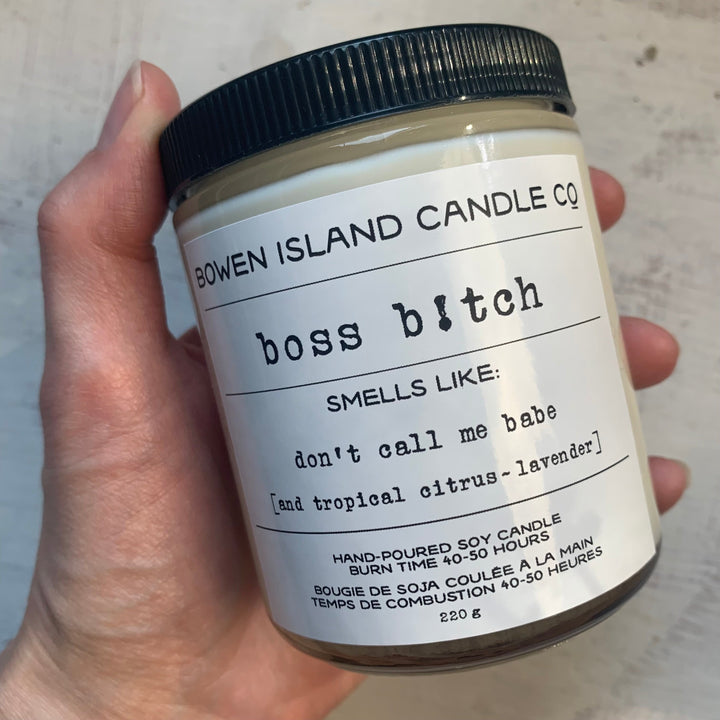 BOWEN ISLAND CANDLE CO
boss b!tch
SMELLS LIKE:
don't call me babe
[and tropical citrus~lavender]
HAND-POURED SOY CANDLE
BURN TIME 40-50 HOURS
BOUGIE DE SOJA COULÉE A LA MAIN
TEMPS DE COMBUSTION 40-50 HEURES
220 g